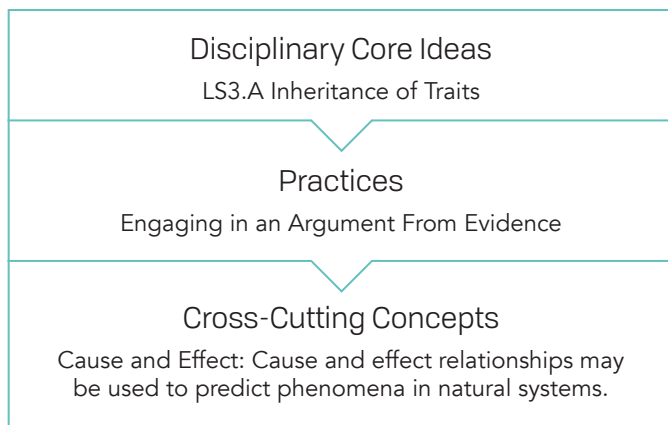 Disciplinary Core Ideas
LS3.A Inheritance of Traits
Practices
Engaging in an Argument From Evidence
Cross-Cutting Concepts
Cause and Effect: Cause and effect relationships may
be used to predict phenomena in natural systems.